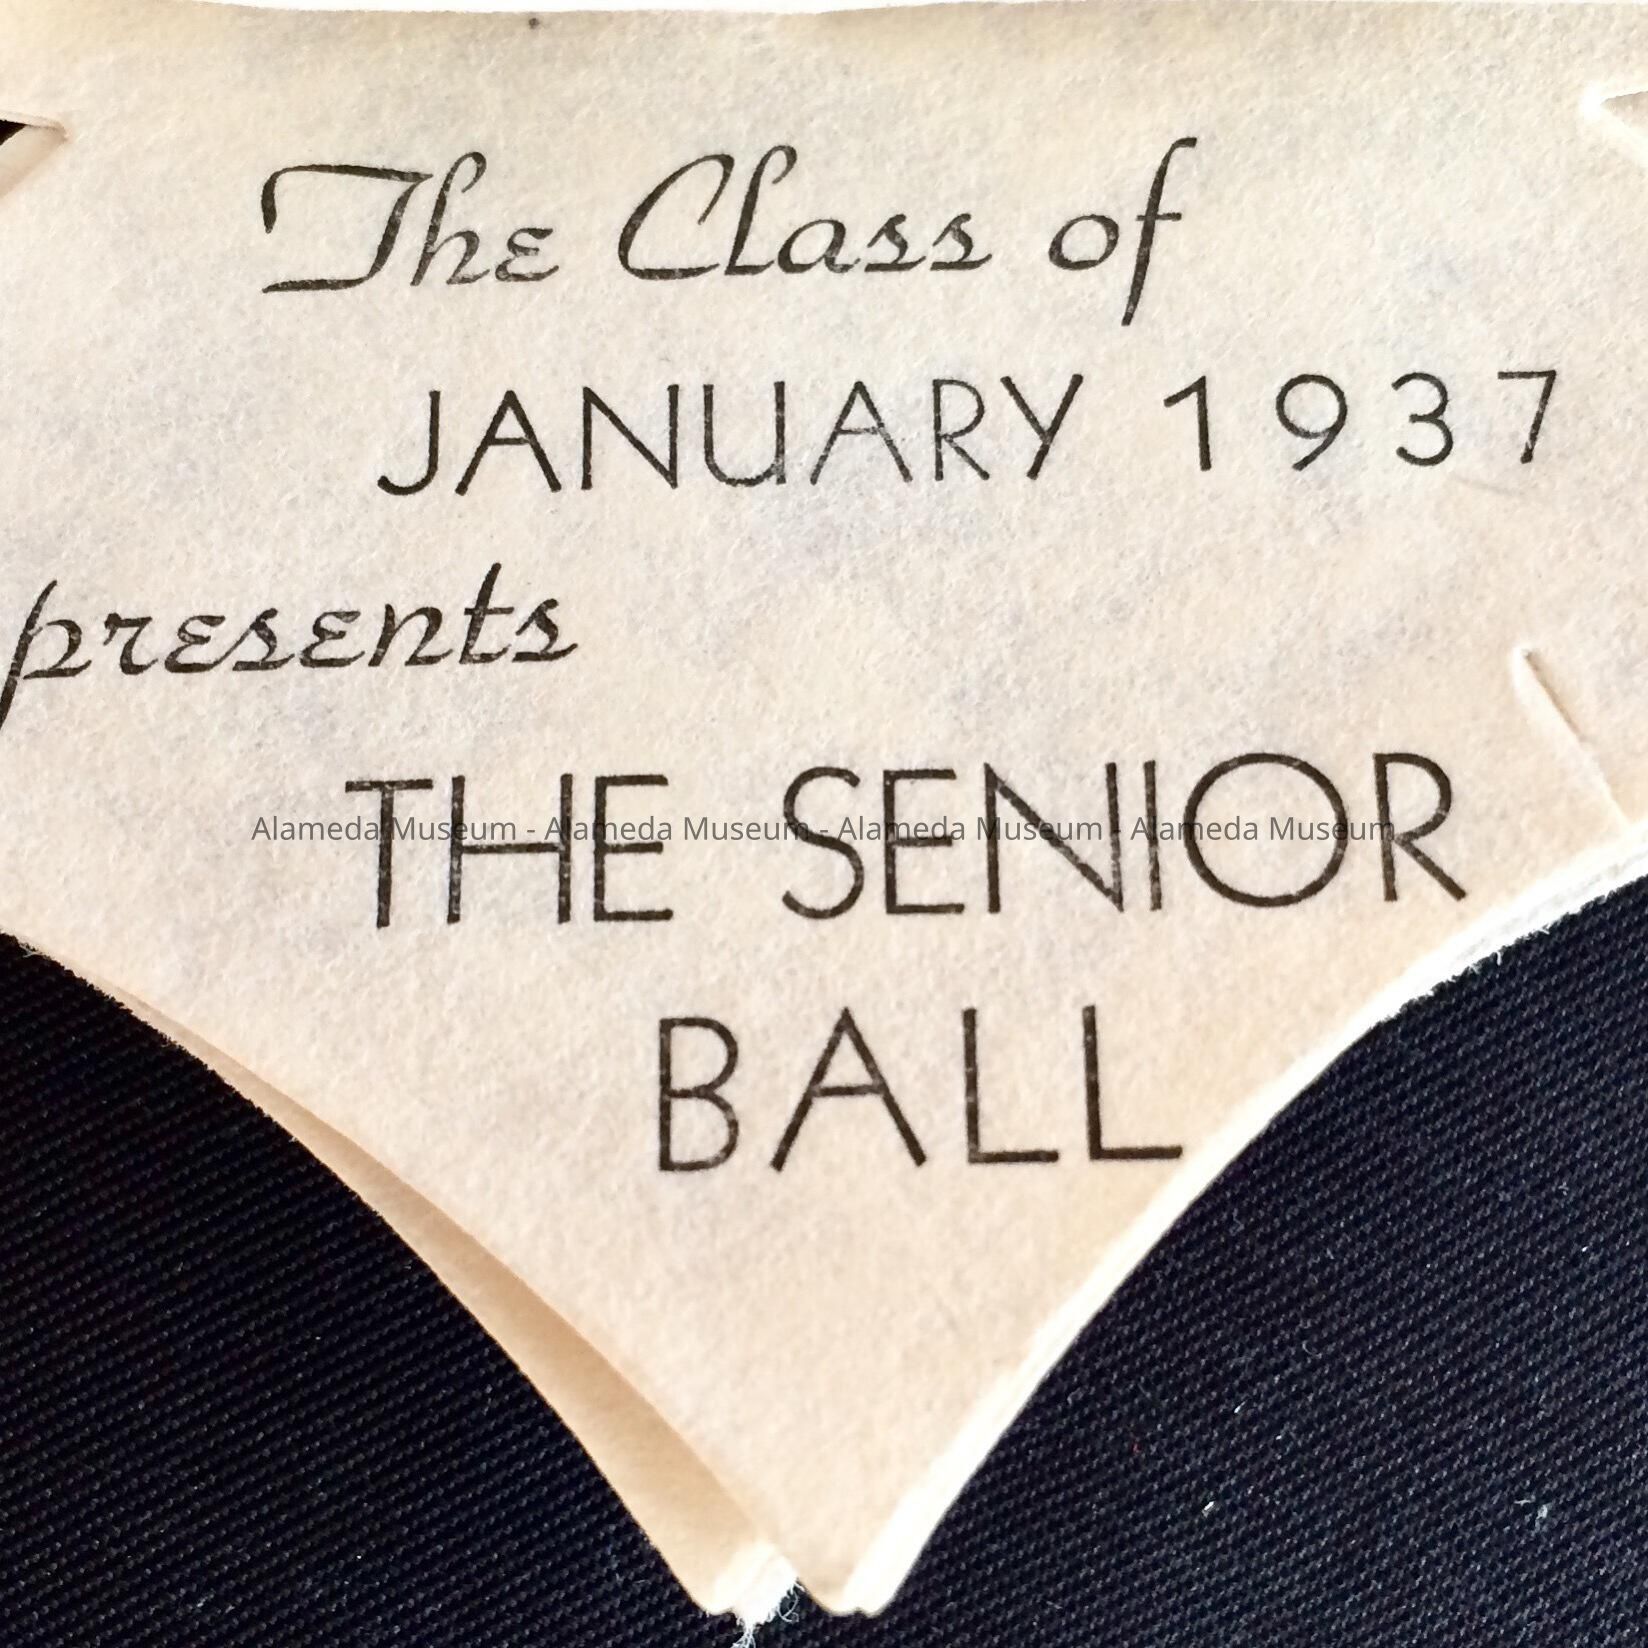 The Class of
JANUARY 1937
presents
THE SENIOR
Alameda Museum - Alameda Museum - Alameda Museum - Alameda Museum
BALL